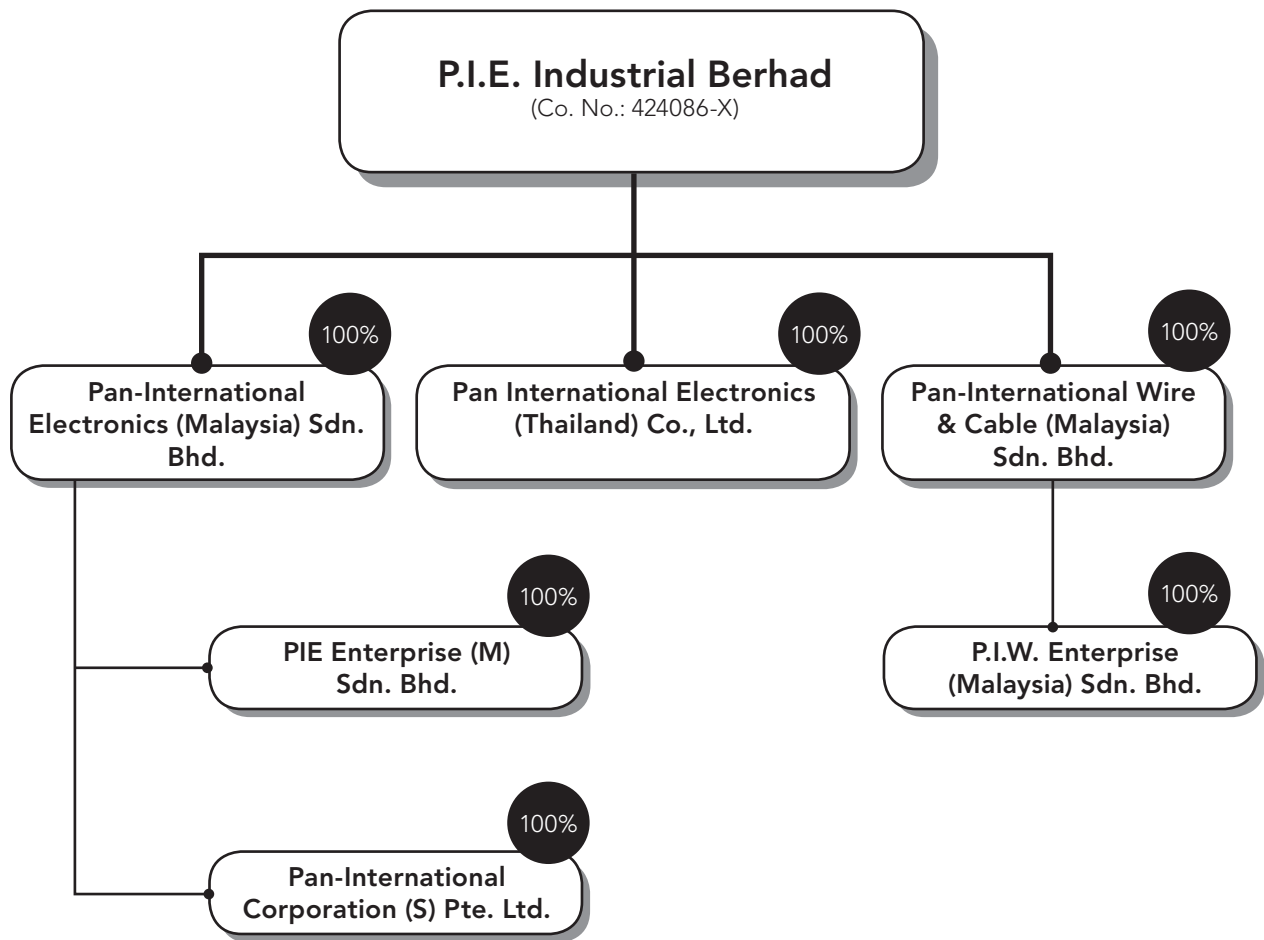 P.I.E. Industrial Berhad
(Co. No.: 424086-X)
100%
Pan-International
Electronics (Malaysia) Sdn.
Bhd.
100%
Pan International Electronics
(Thailand) Co., Ltd.
100%
Pan-International Wire
& Cable (Malaysia)
Sdn. Bhd.
100%
PIE Enterprise (M)
Sdn. Bhd.
100%
P.I.W. Enterprise
(Malaysia) Sdn. Bhd.
100%
Pan-International
Corporation (S) Pte. Ltd.